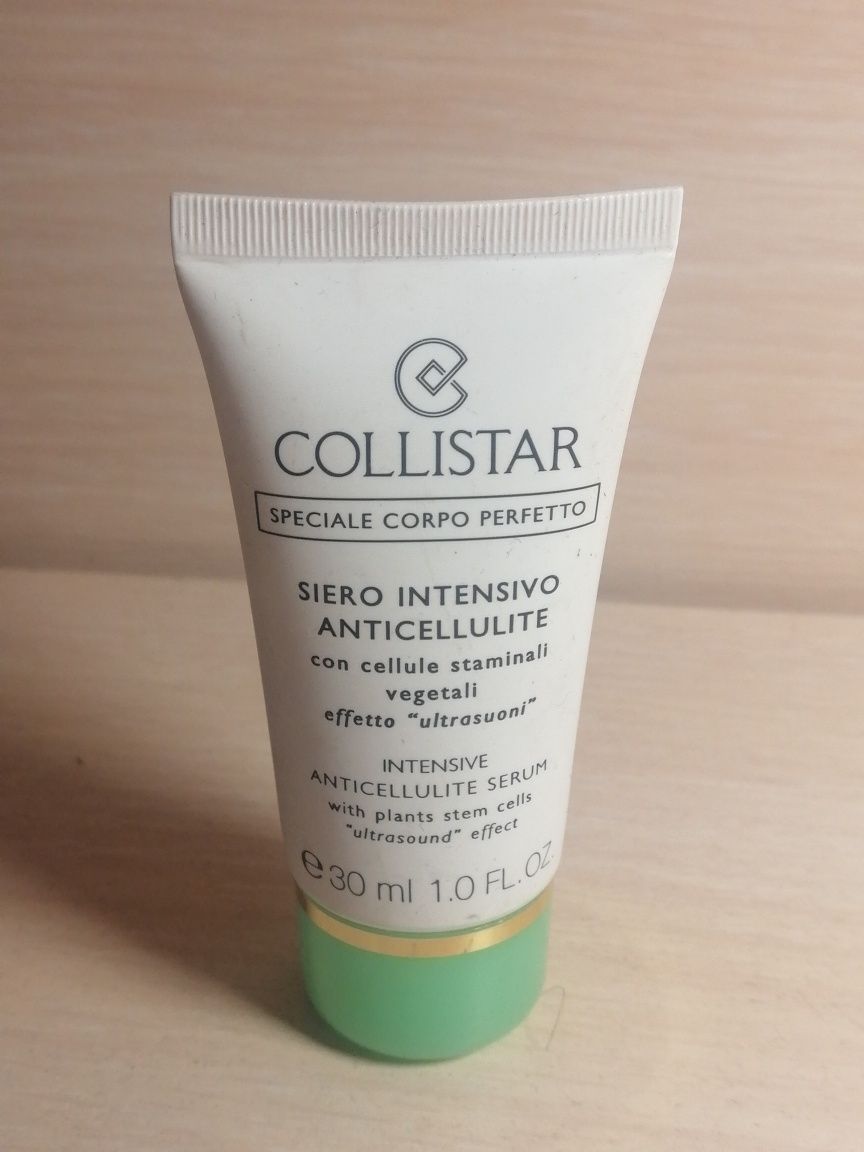 COLLISTAR
SPECIALE CORPO PERFETTO
SIERO INTENSIVO
ANTICELLULITE
con cellule staminali
vegetali
effetto "ultrasuoni"
INTENSIVE
ANTICELLULITE SERUM
with plants stem cells
"ultrasound" effect
℮ 30 ml 1.0 FL. OZ.